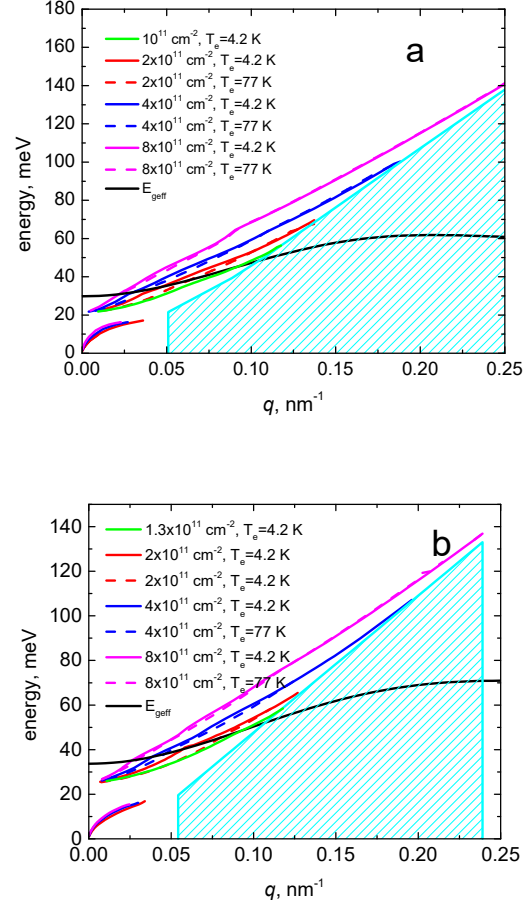 180
160
140
120
100
80
60
40
20
0
energy, meV
a
10¹¹ cm⁻², Tₑ=4.2 K
2x10¹¹ cm⁻², Tₑ=4.2 K
2x10¹¹ cm⁻², Tₑ=77 K
4x10¹¹ cm⁻², Tₑ=4.2 K
4x10¹¹ cm⁻², Tₑ=77 K
8x10¹¹ cm⁻², Tₑ=4.2 K
8x10¹¹ cm⁻², Tₑ=77 K
E_geff
0.00 0.05 0.10 0.15 0.20 0.25
q, nm⁻¹
140
120
100
80
60
40
20
0
energy, meV
b
1.3x10¹¹ cm⁻², Tₑ=4.2 K
2x10¹¹ cm⁻², Tₑ=4.2 K
2x10¹¹ cm⁻², Tₑ=4.2 K
4x10¹¹ cm⁻², Tₑ=4.2 K
4x10¹¹ cm⁻², Tₑ=77 K
8x10¹¹ cm⁻², Tₑ=4.2 K
8x10¹¹ cm⁻², Tₑ=77 K
E_geff
0.00 0.05 0.10 0.15 0.20 0.25
q, nm⁻¹